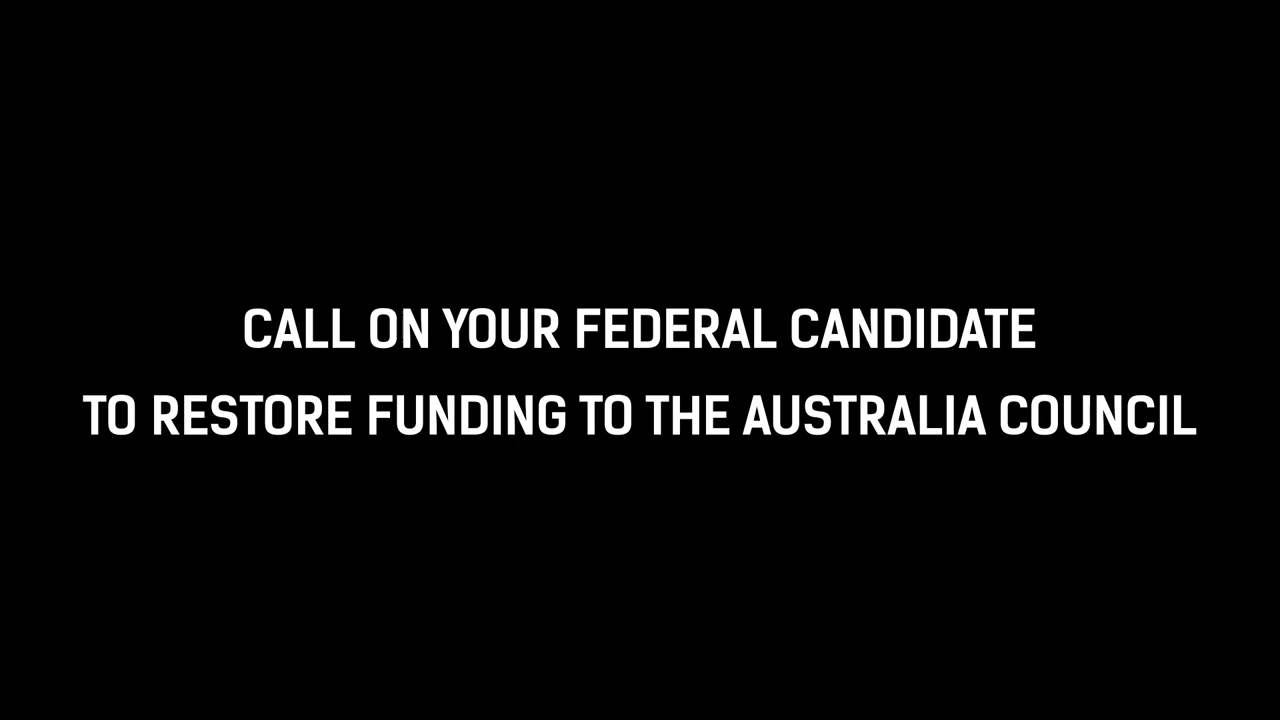 CALL ON YOUR FEDERAL CANDIDATE
TO RESTORE FUNDING TO THE AUSTRALIA COUNCIL